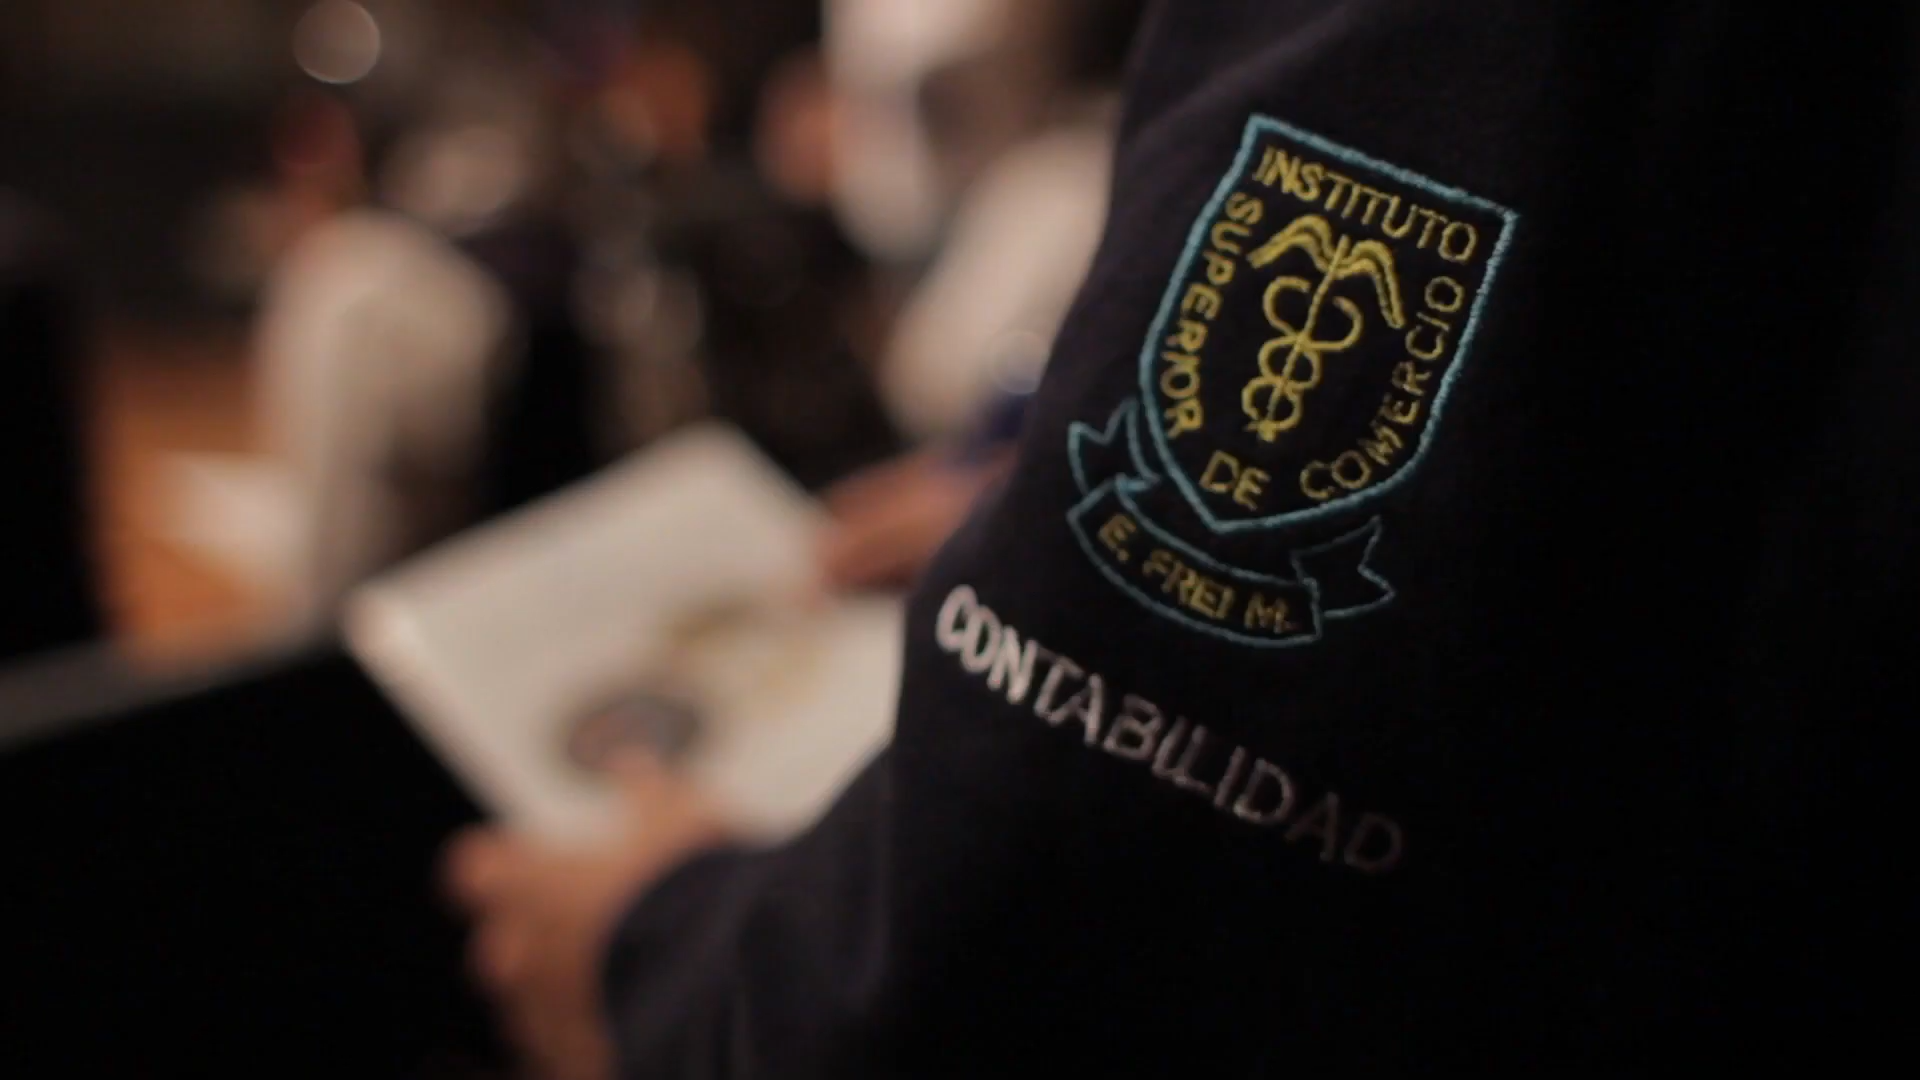 INSTITUTO
SUPERIOR
DE COMERCIO
E. FREI M.
CONTABILIDAD